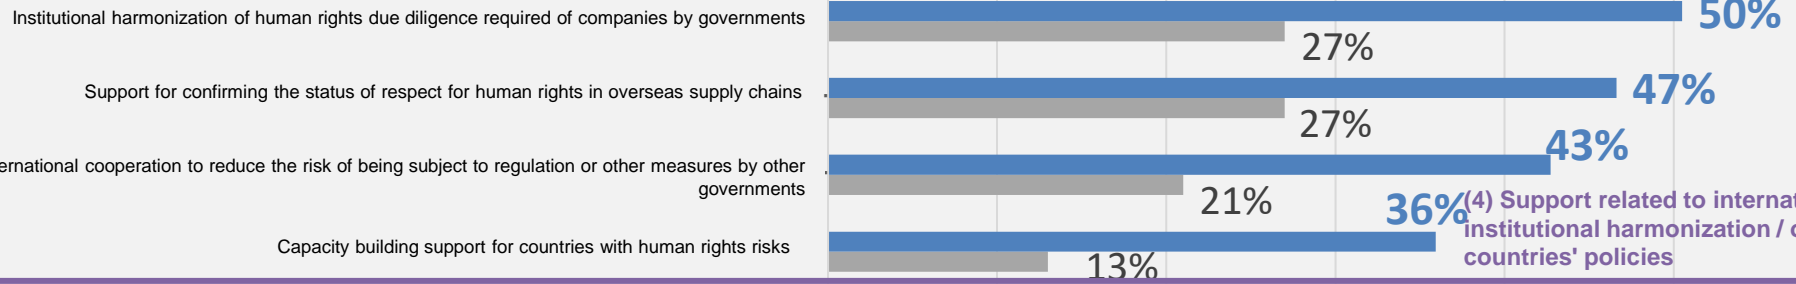 Institutional harmonization of human rights due diligence required of companies by governments
50%
27%
Support for confirming the status of respect for human rights in overseas supply chains
47%
27%
cooperation to reduce the risk of being subject to regulation or other measures by other
governments
43%
21%
36%
(4) Support related to
institutional harmonization /
countries' policies
Capacity building support for countries with human rights risks
13%